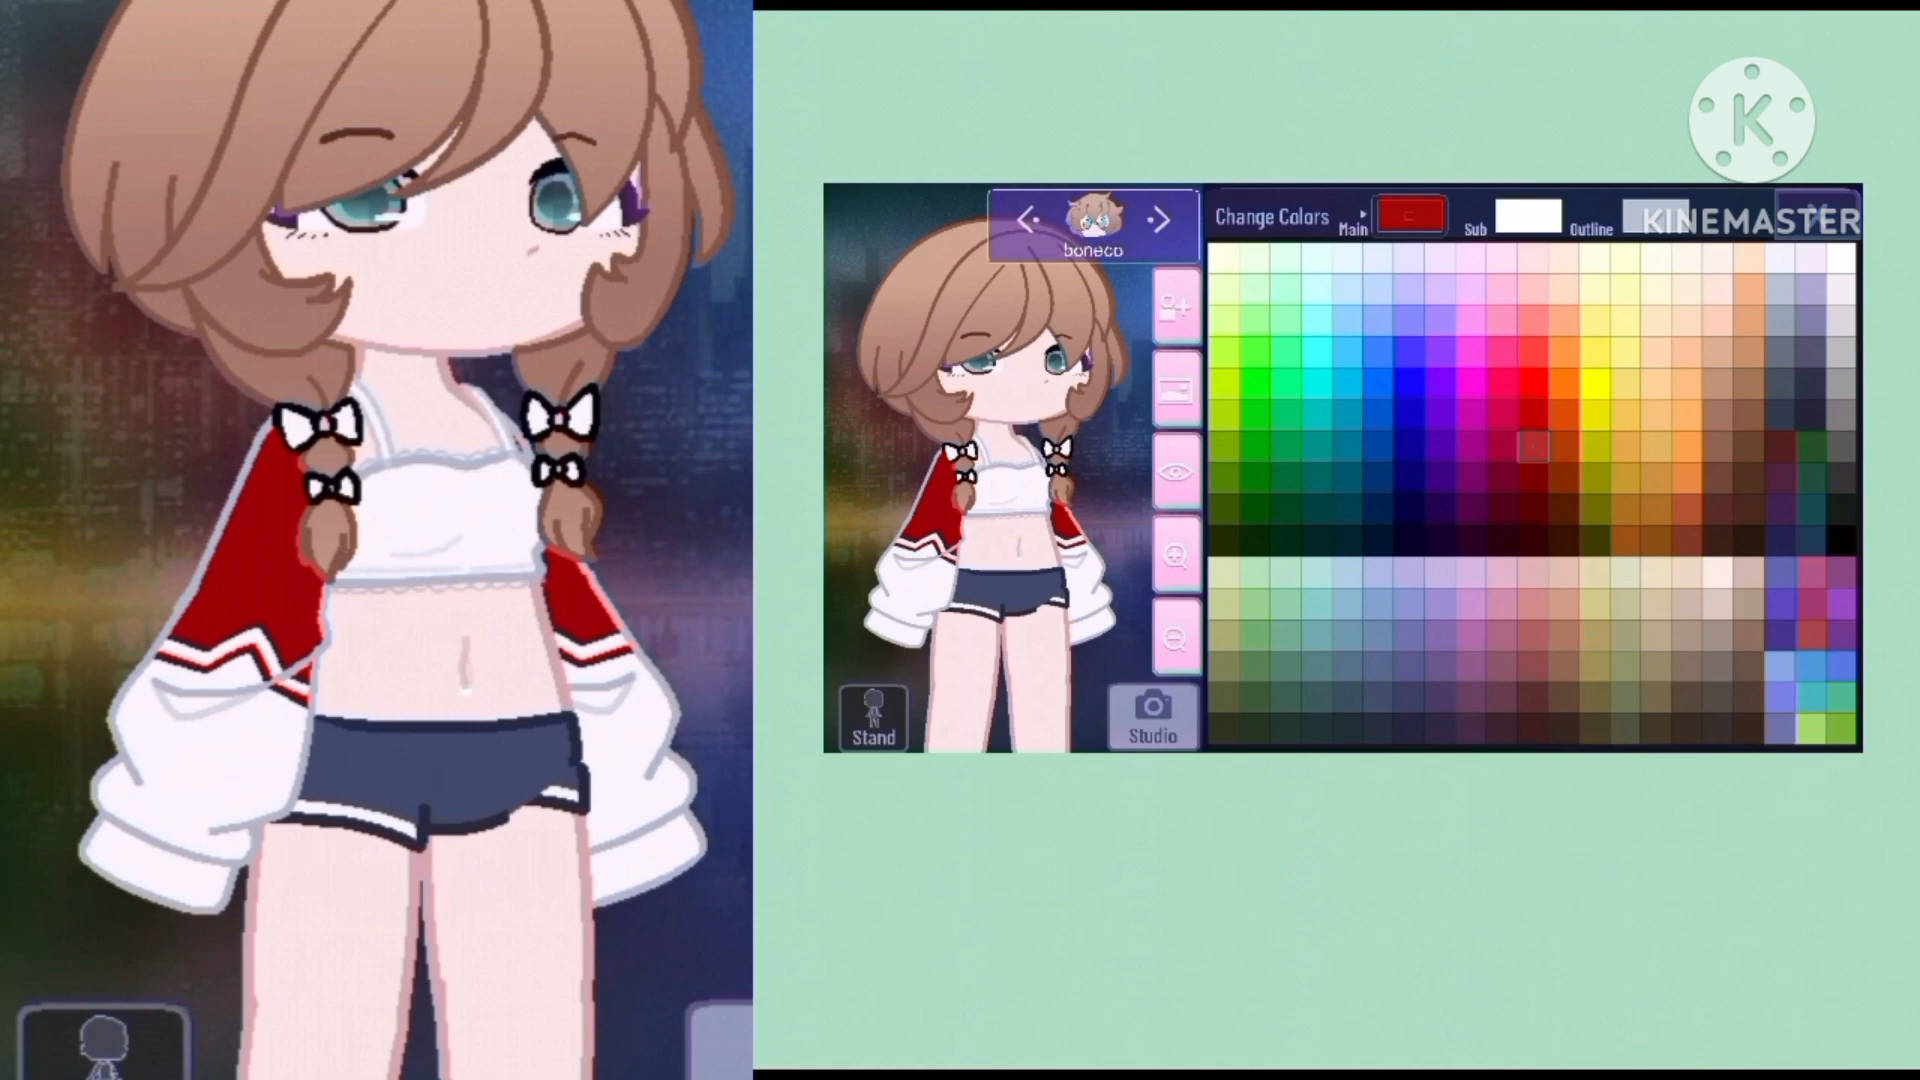 K
KINEMASTER
boneco
Change Colors
Main
Sub
Outline
Stand
Studio